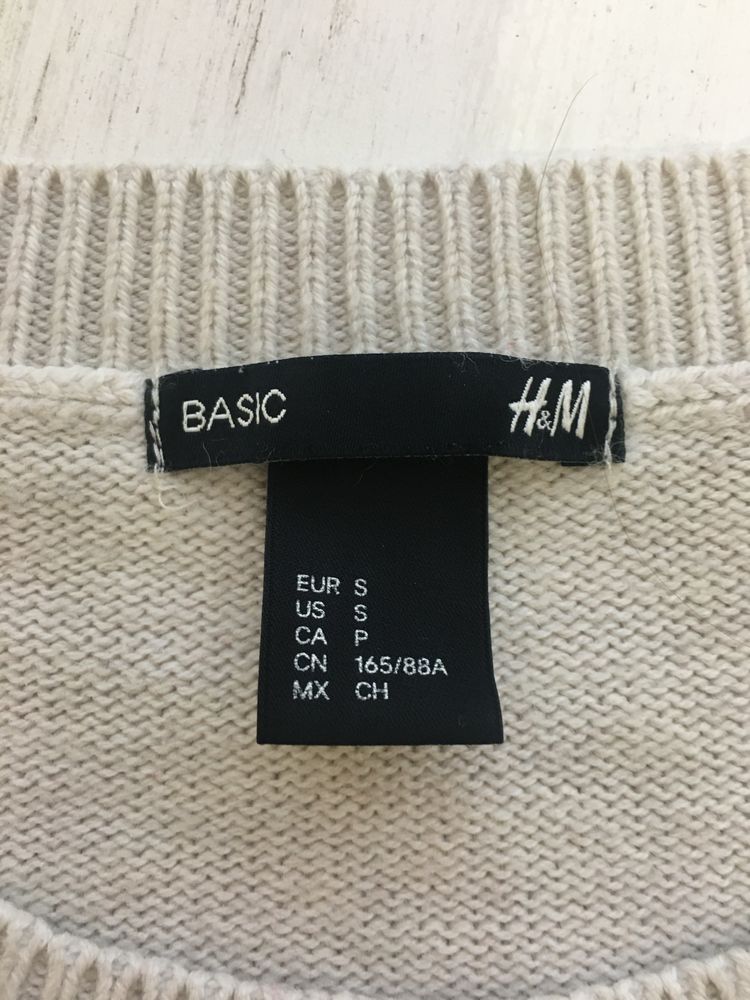 BASIC H&M
EUR S
US S
CA P
CN 165/88A
MX CH